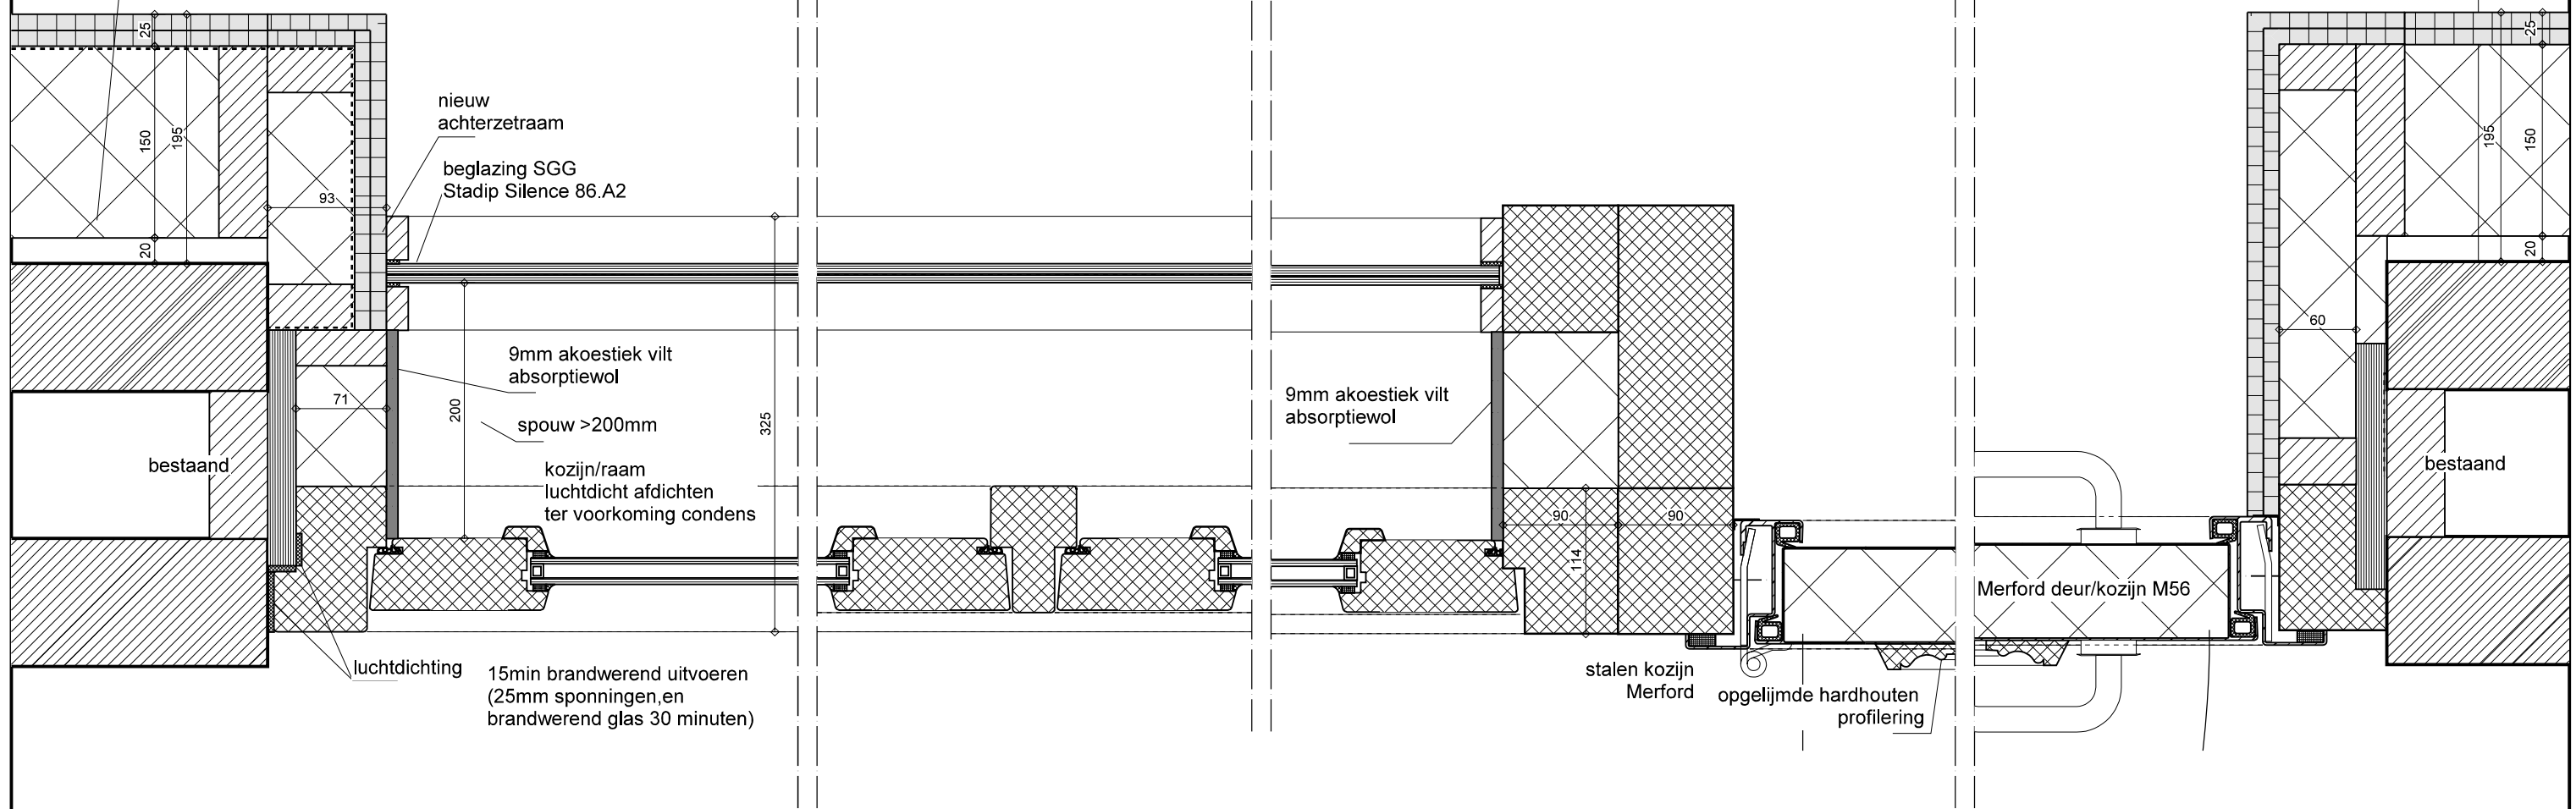 25
150
195
20
93
nieuw
achterzetraam
beglazing SGG
Stadip Silence 86.A2
9mm akoestiek vilt
absorptiewol
71
200
spouw >200mm
325
bestaand
kozijn/raam
luchtdicht afdichten
ter voorkoming condens
luchtdichting
15min brandwerend uitvoeren
(25mm sponningen,en
brandwerend glas 30 minuten)
9mm akoestiek vilt
absorptiewol
90
90
114
stalen kozijn
Merford
opgelijmde hardhouten
profilering
Merford deur/kozijn M56
25
195
150
20
60
bestaand